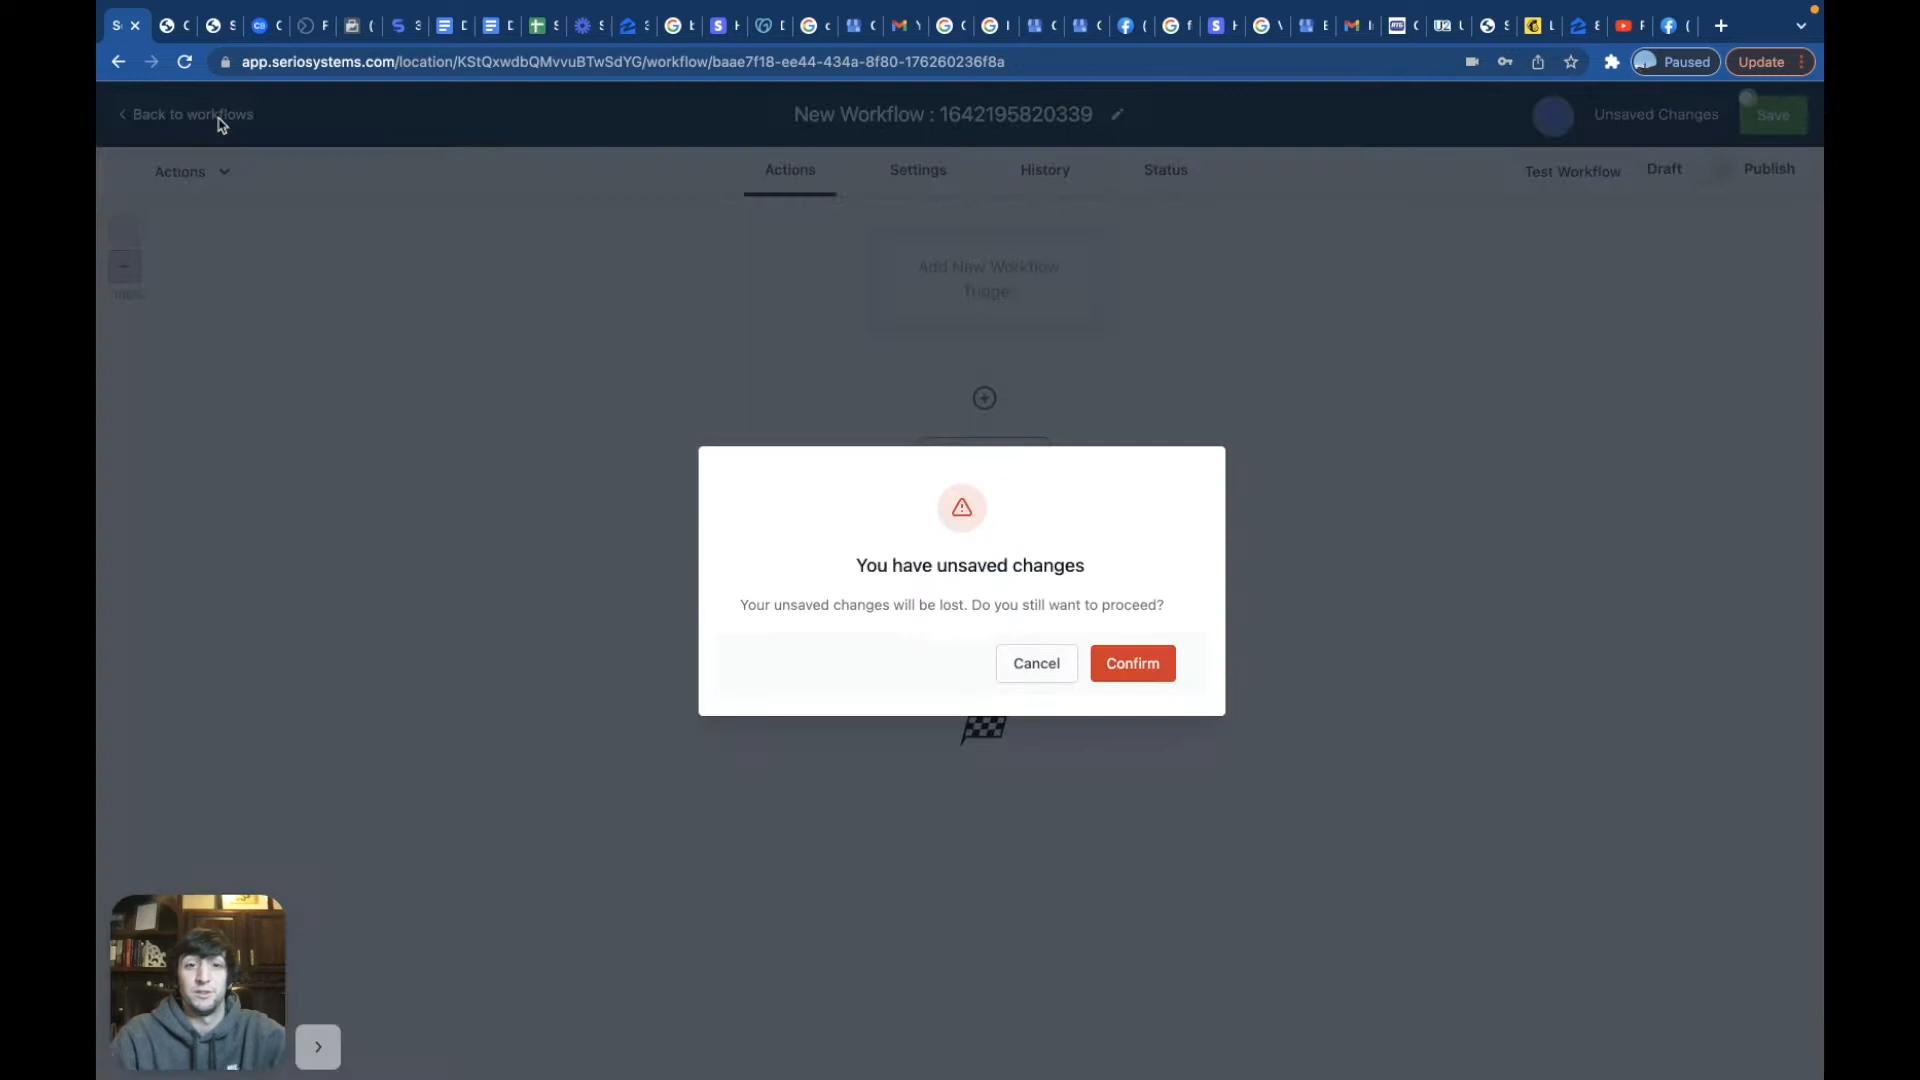 app.seriosystems.com/location/KStQxwdbQMvvuBTwSdYG/workflow/baae7f18-ee44-434a-8f80-176260236f8a
Paused
Update
Back to workflows
New Workflow : 1642195820339
Unsaved Changes
Save
Actions
Actions
Settings
History
Status
Test Workflow
Draft
Publish
Add New Workflow
Trigger
You have unsaved changes
Your unsaved changes will be lost. Do you still want to proceed?
Cancel
Confirm